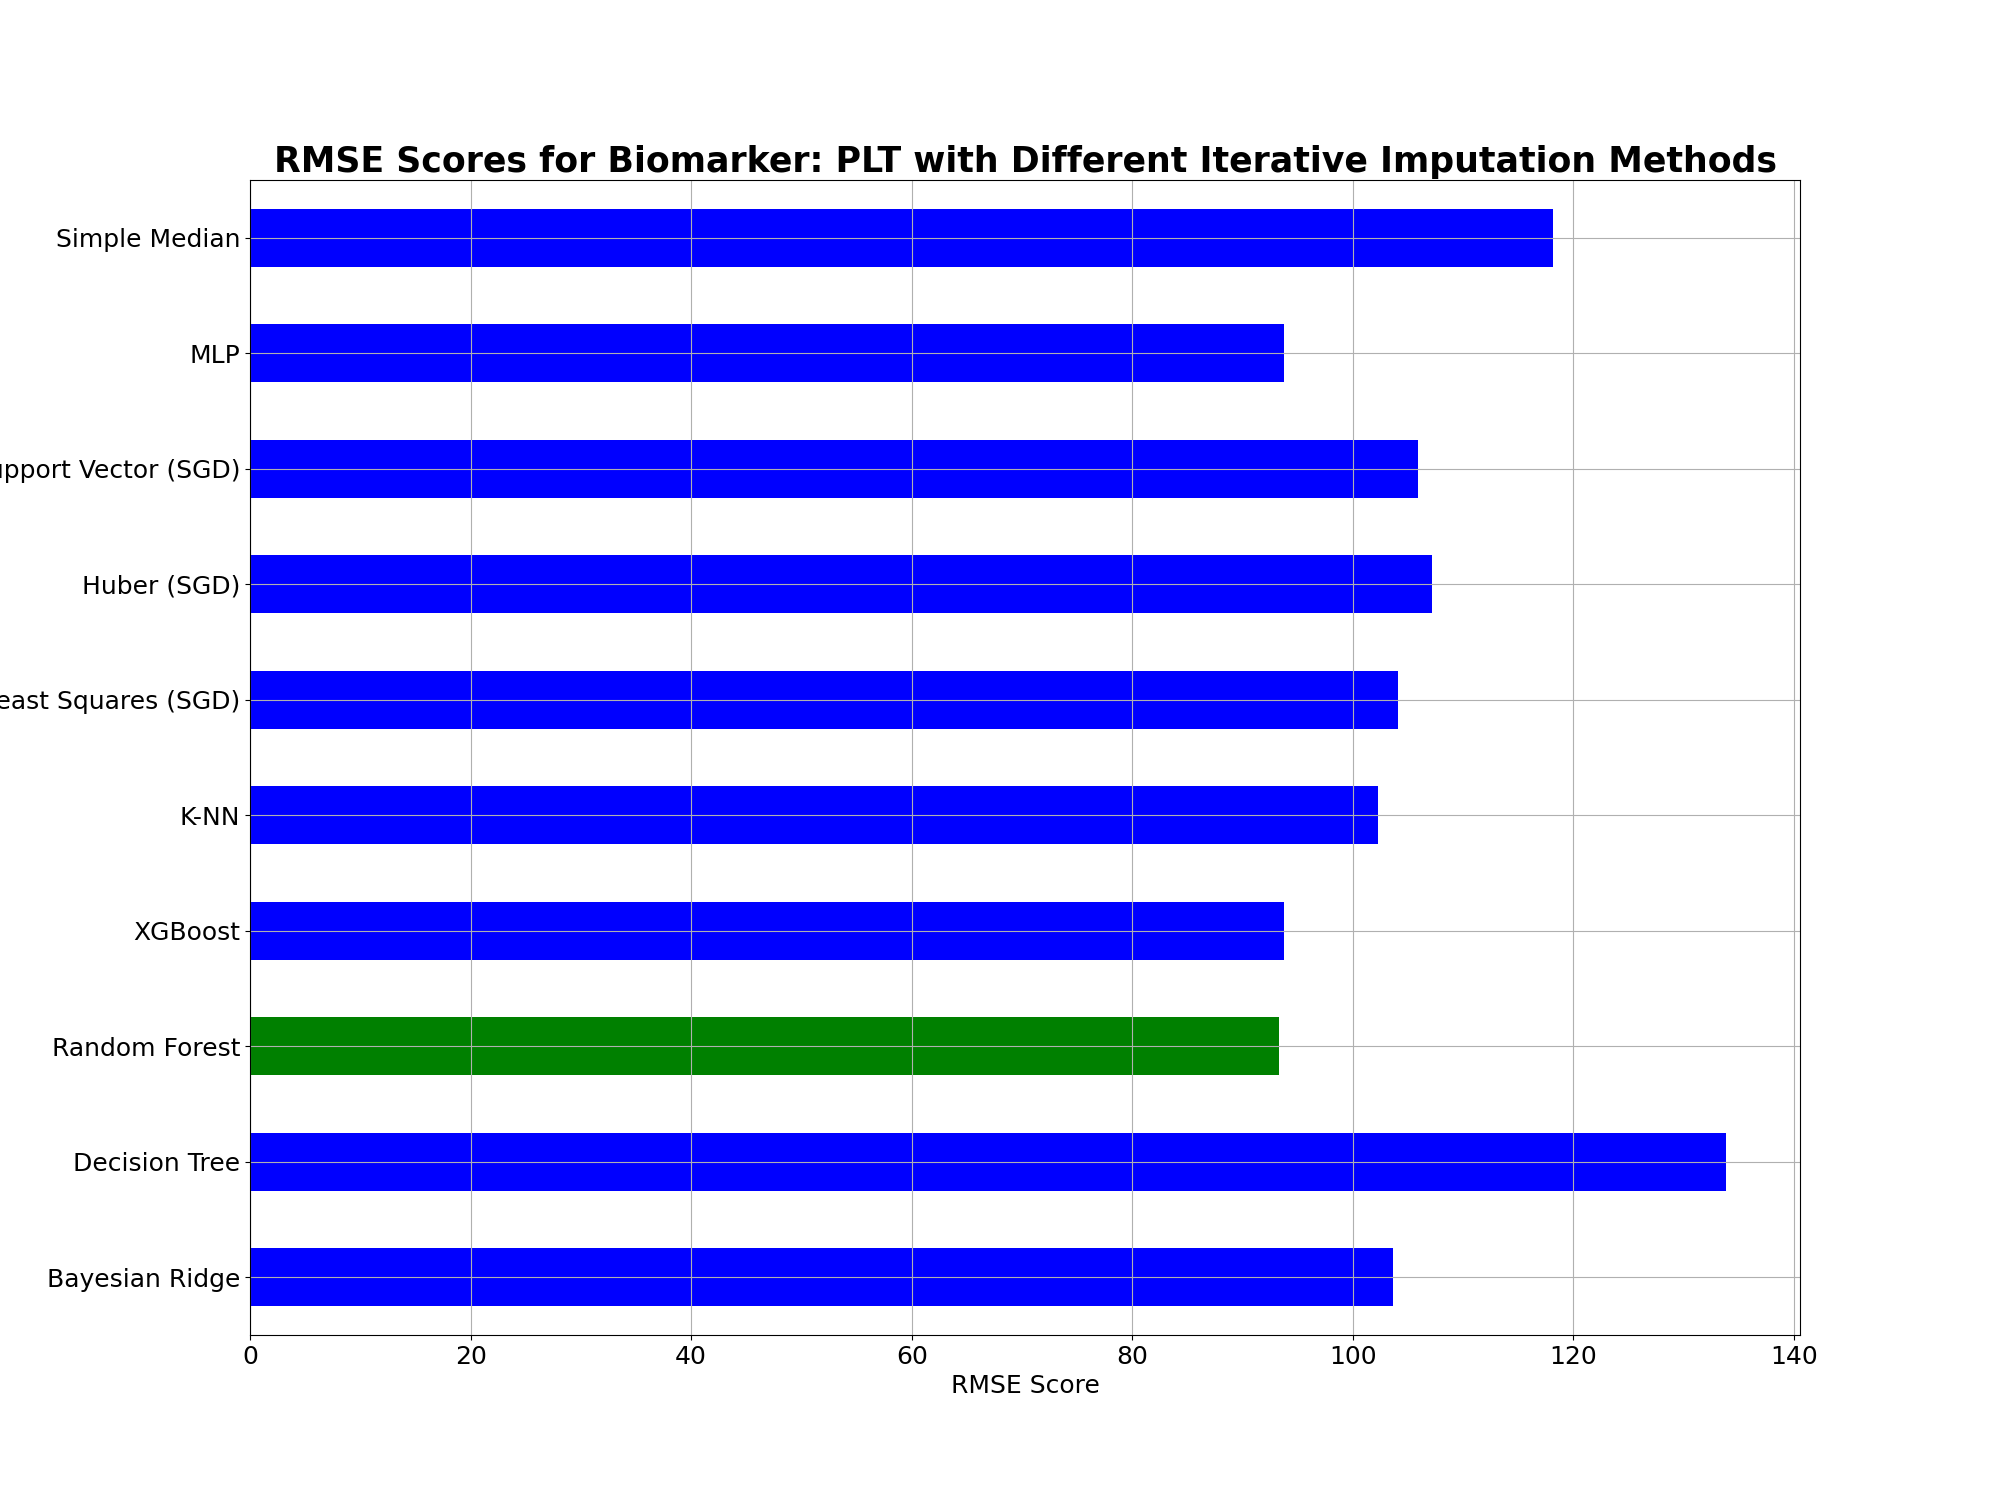 RMSE Scores for Biomarker: PLT with Different Iterative Imputation Methods
Simple Median
MLP
upport Vector (SGD)
Huber (SGD)
east Squares (SGD)
K-NN
XGBoost
Random Forest
Decision Tree
Bayesian Ridge
0 20 40 60 80 100 120 140
RMSE Score